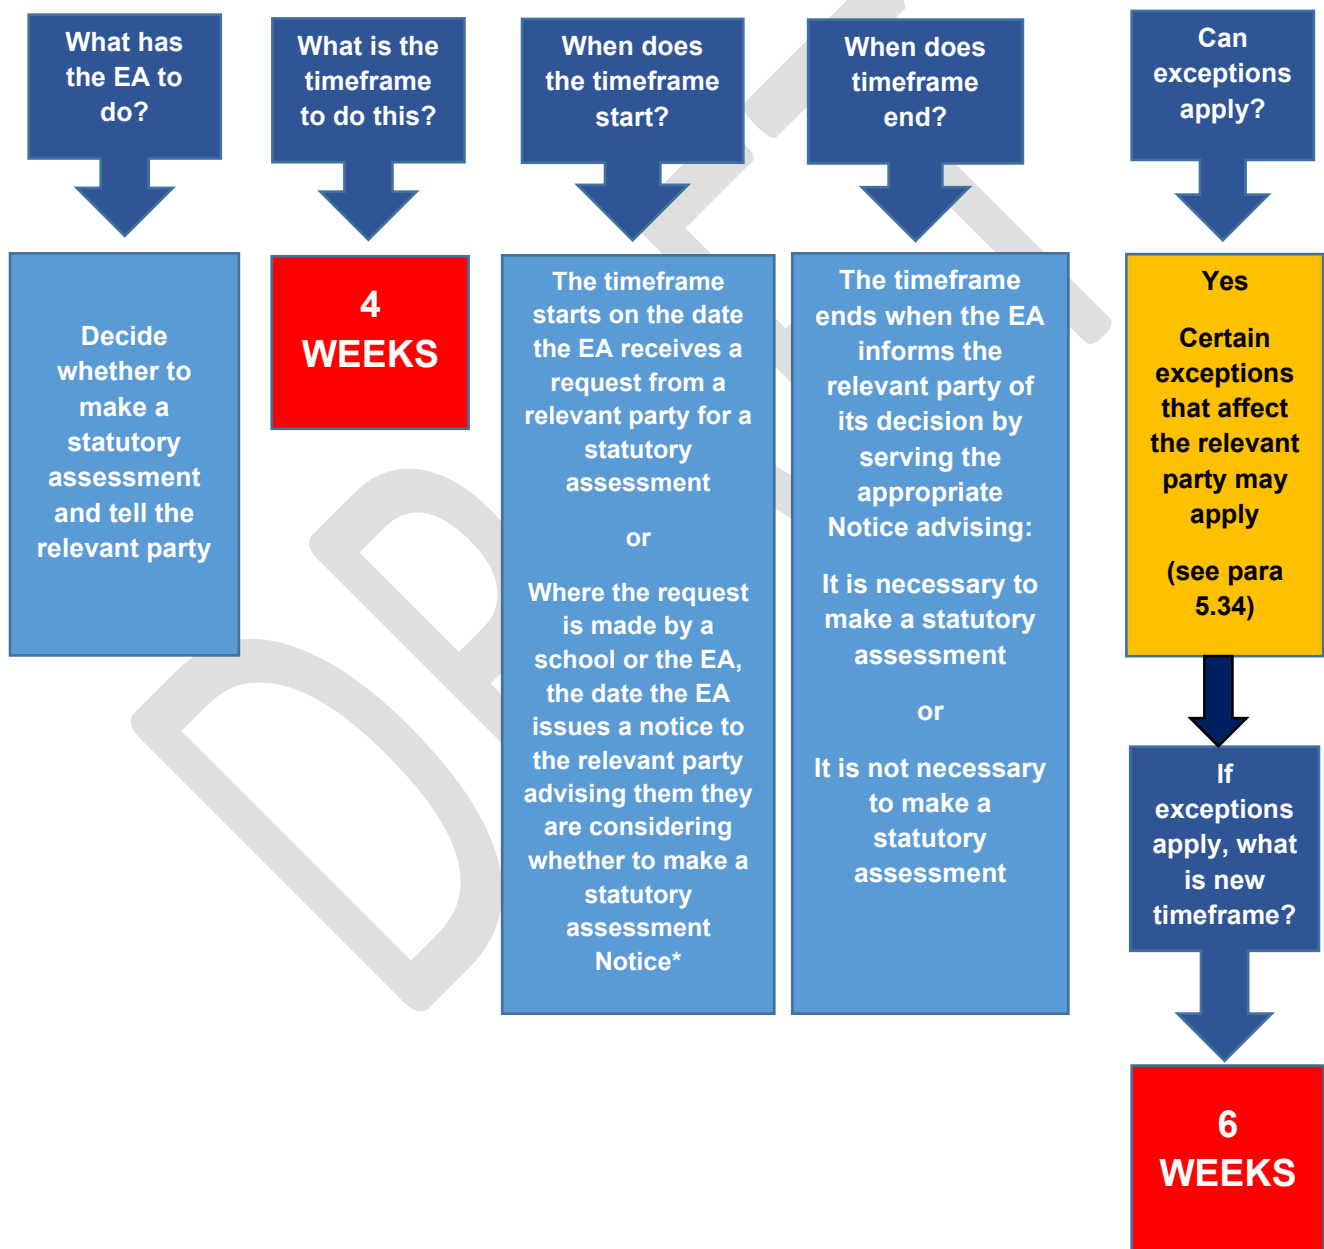 What has
the EA to
do?
What is the
timeframe
to do this?
When does
the timeframe
start?
When does
timeframe
end?
Can
exceptions
apply?
Decide
whether to
make a
statutory
assessment
and tell the
relevant party
4
WEEKS
The timeframe
starts on the date
the EA receives a
request from a
relevant party for a
statutory
assessment
or
Where the request
is made by a
school or the EA,
the date the EA
issues a notice to
the relevant party
advising them they
are considering
whether to make a
statutory
assessment
Notice*
The timeframe
ends when the EA
informs the
relevant party of
its decision by
serving the
appropriate
Notice advising:
It is necessary to
make a statutory
assessment
or
It is not necessary
to make a
statutory
assessment
Yes
Certain
exceptions
that affect
the relevant
party may
apply
(see para
5.34)
If
exceptions
apply, what
is new
timeframe?
6
WEEKS
DRAFT